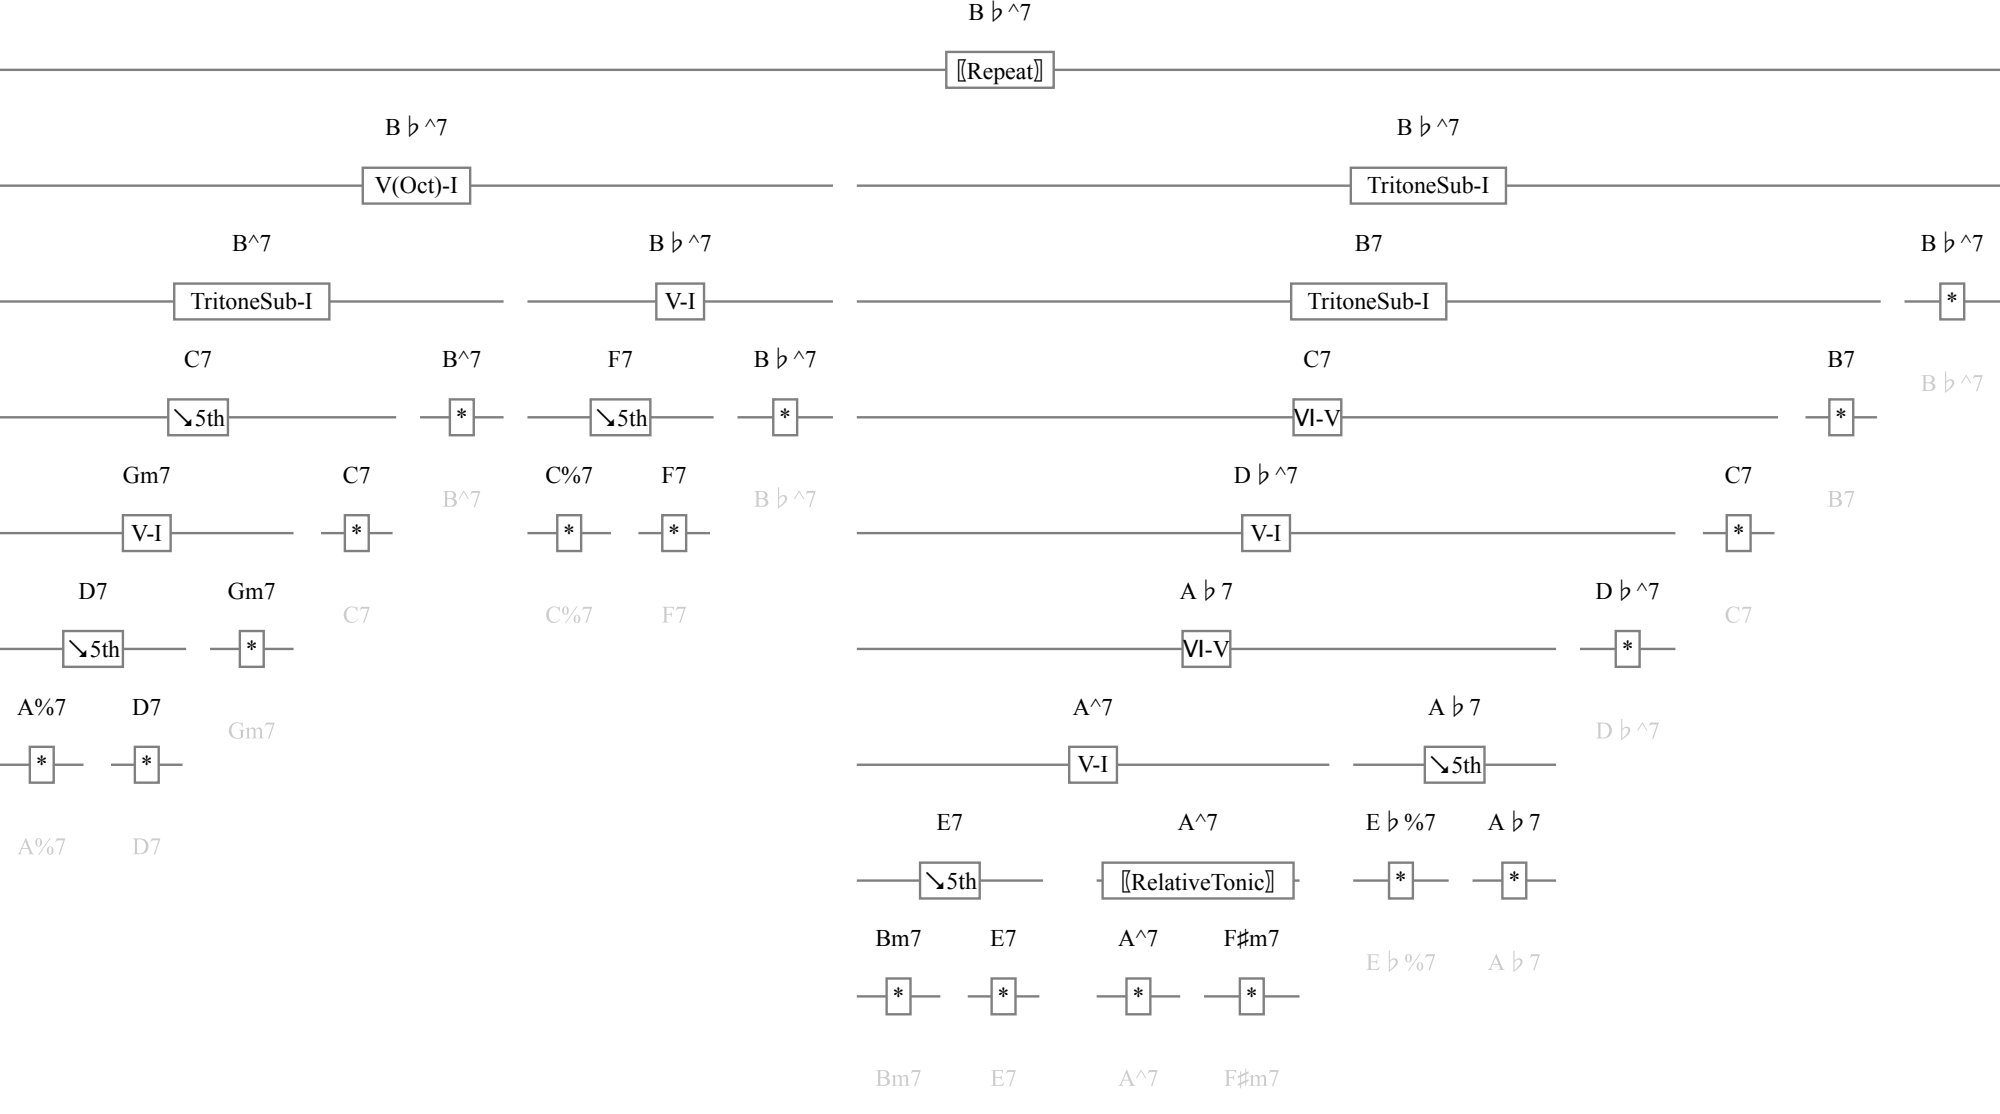 B♭^7
⟦Repeat⟧
B♭^7 B♭^7
V(Oct)-I TritoneSub-I
B^7 B♭^7 B7 B♭^7
TritoneSub-I V-I TritoneSub-I *
C7 B^7 F7 B♭^7 C7 B7 B♭^7
↘5th * ↘5th * Ⅵ-V *
Gm7 C7 B^7 C%7 F7 B♭^7 D♭^7 C7 B7
V-I * * * V-I *
D7 Gm7 C7 C%7 F7 A♭7 D♭^7 C7
↘5th * Ⅵ-V *
A%7 D7 Gm7 A^7 A♭7 D♭^7
* * V-I ↘5th
A%7 D7 E7 A^7 E♭%7 A♭7
↘5th ⟦RelativeTonic⟧ * *
Bm7 E7 A^7 F♯m7 E♭%7 A♭7
* * * *
Bm7 E7 A^7 F♯m7